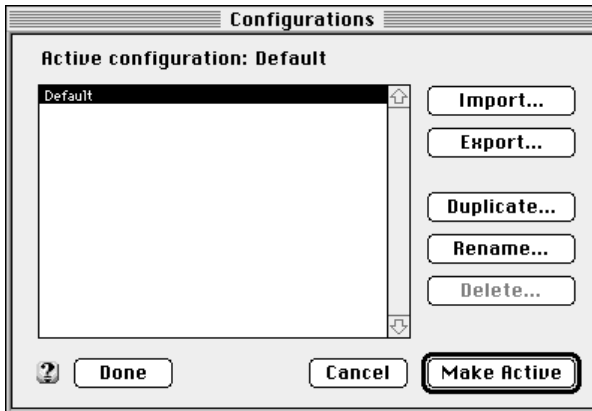 Configurations
Active configuration: Default
Default
Import...
Export...
Duplicate...
Rename...
Delete...
?
Done
Cancel
Make Active